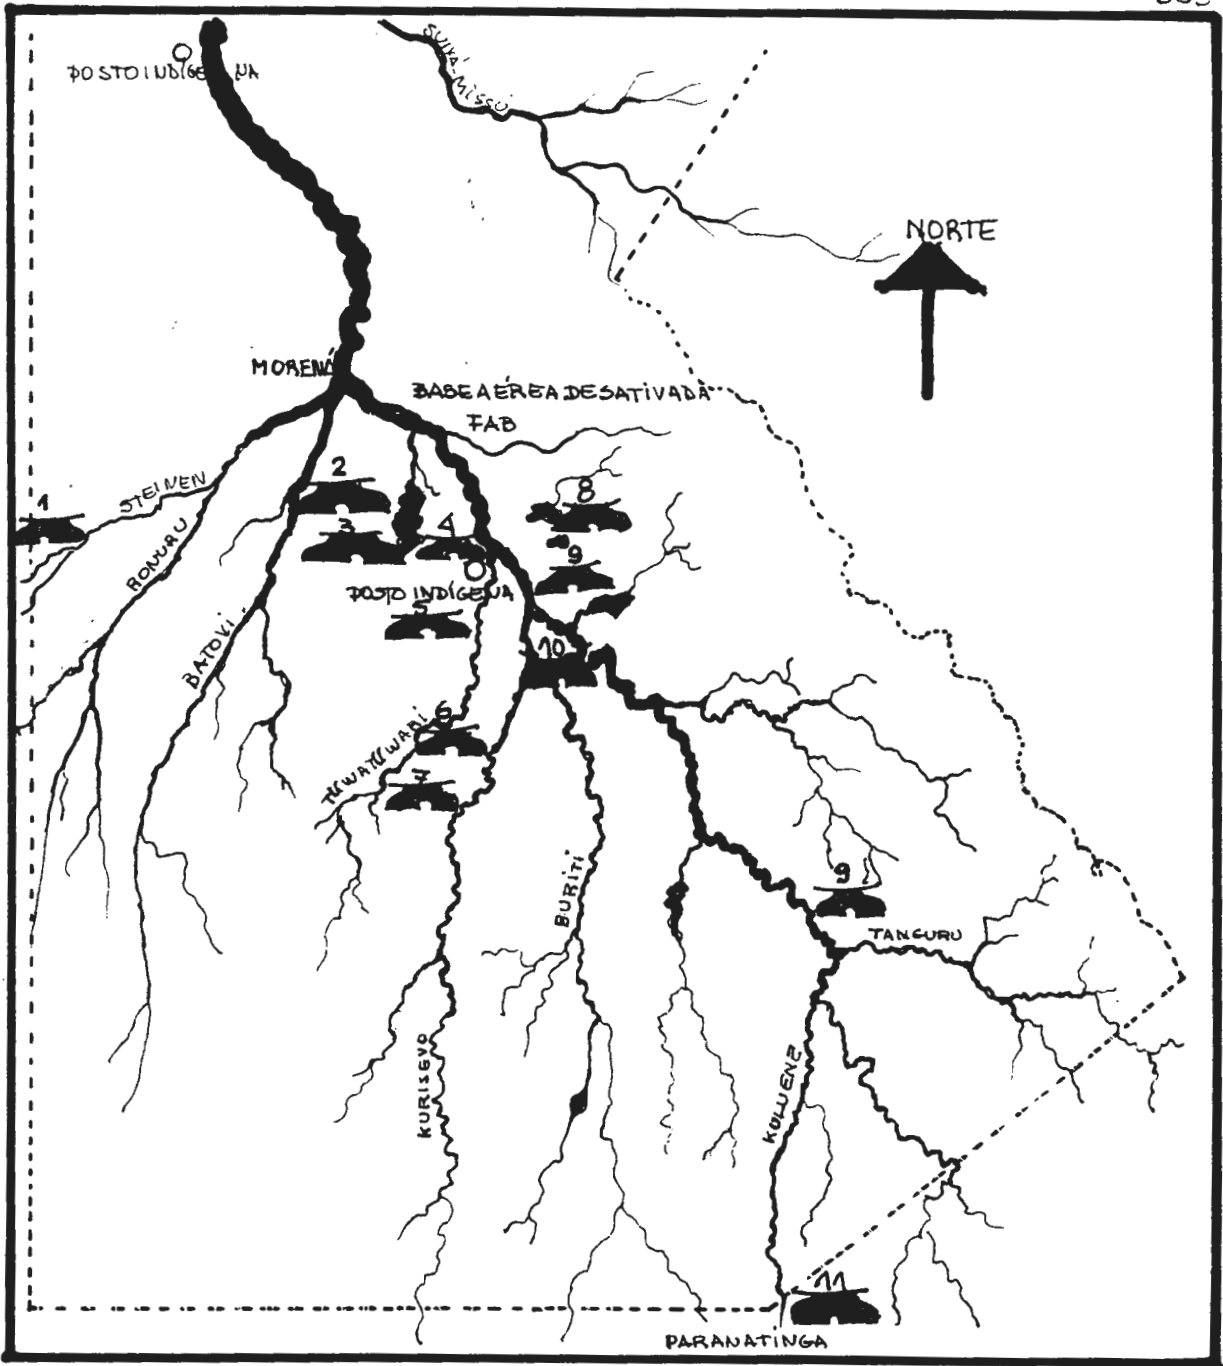 SUIÁ-MISSÚ
POSTO INDÍGENA
NORTE
MORENÁ
BASE AÉREA DESATIVADA
FAB
2
8
STEINEN
1
3
4
9
RONURU
POSTO INDÍGENA
5
10
BATOVI
6
TUWATUWARI
7
9
BURITI
TANGURU
KURISEVO
KULUENE
11
PARANATINGA